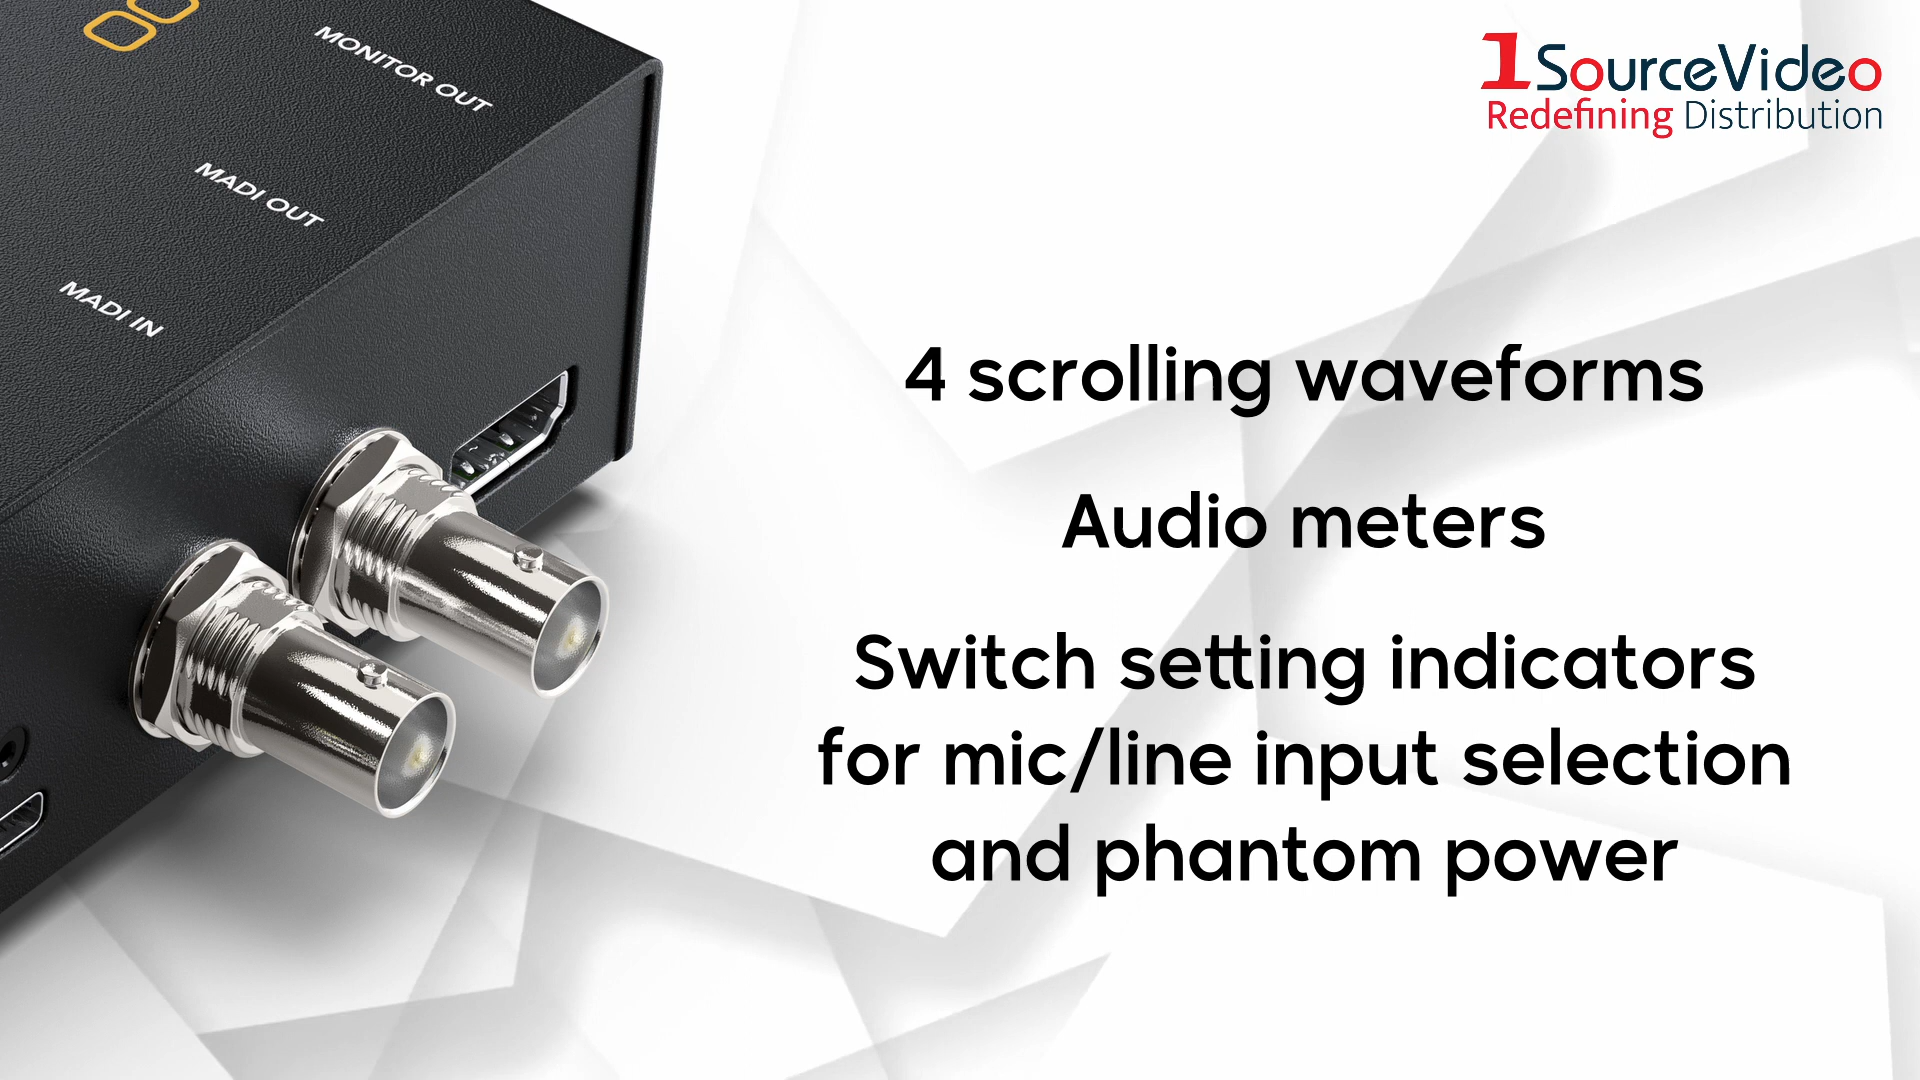 MONITOR OUT
MADI OUT
MADI IN
1SourceVideo
Redefining Distribution
4 scrolling waveforms
Audio meters
Switch setting indicators
for mic/line input selection
and phantom power